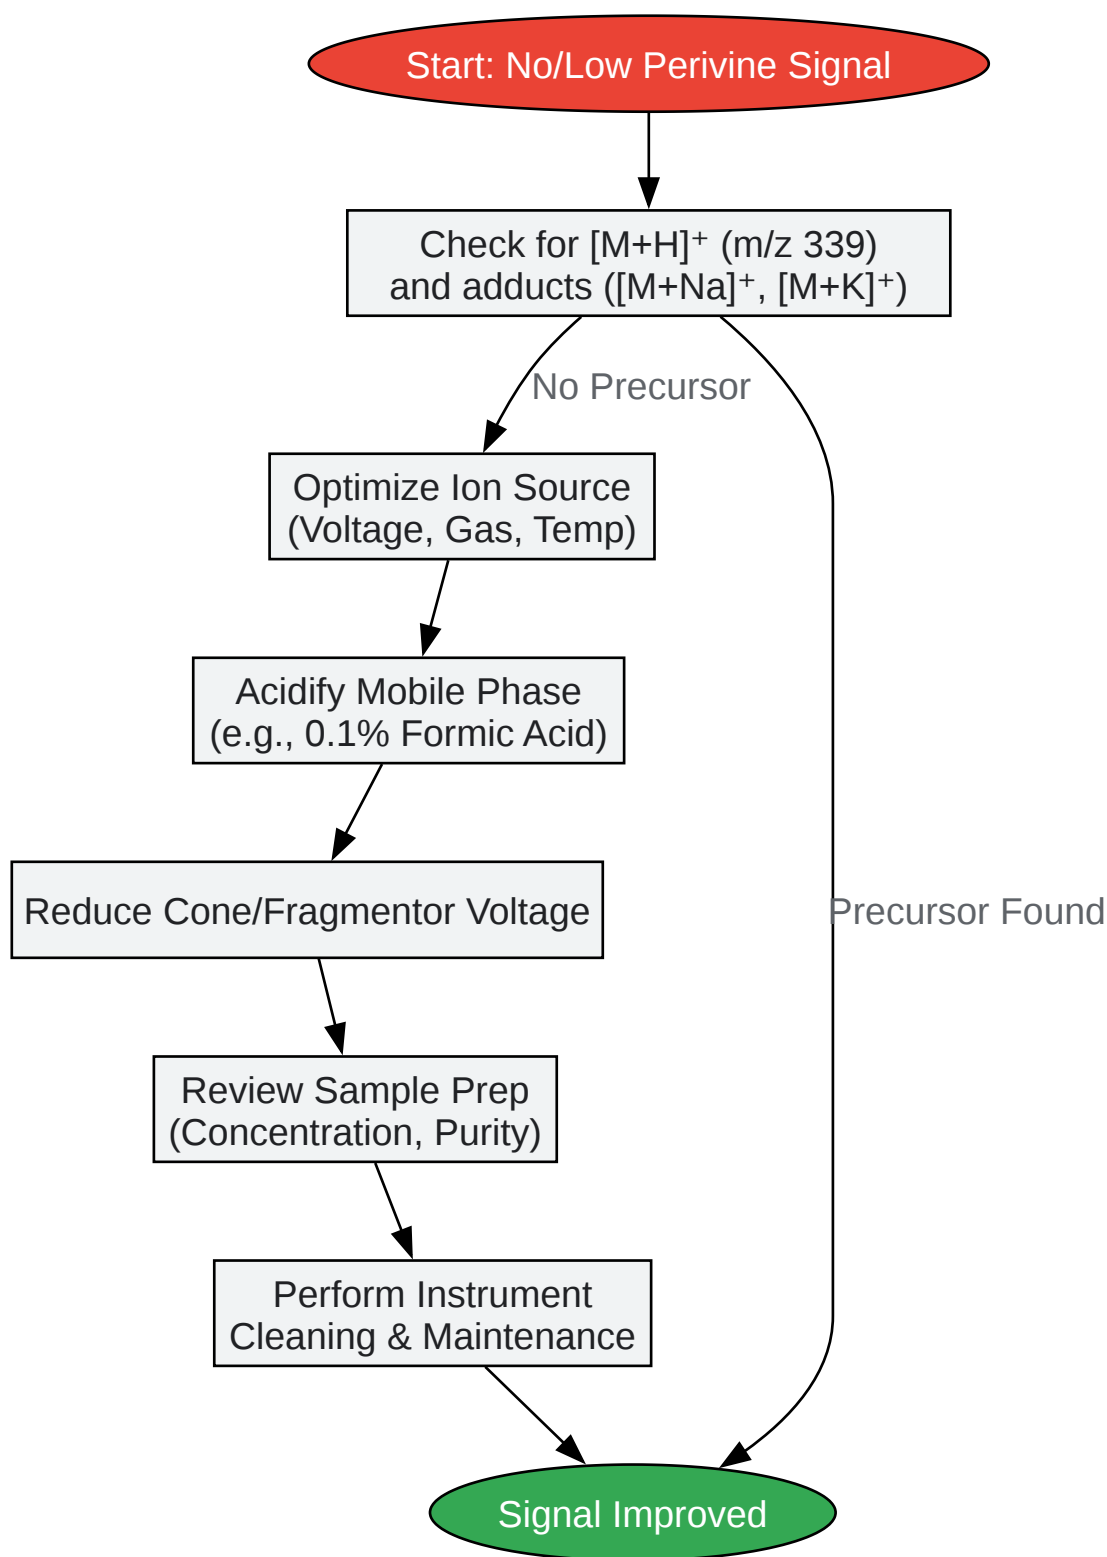 Start: No/Low Perivine Signal
Check for [M+H]⁺ (m/z 339)
and adducts ([M+Na]⁺, [M+K]⁺)
No Precursor
Optimize Ion Source
(Voltage, Gas, Temp)
Acidify Mobile Phase
(e.g., 0.1% Formic Acid)
Reduce Cone/Fragmentor Voltage
Precursor Found
Review Sample Prep
(Concentration, Purity)
Perform Instrument
Cleaning & Maintenance
Signal Improved